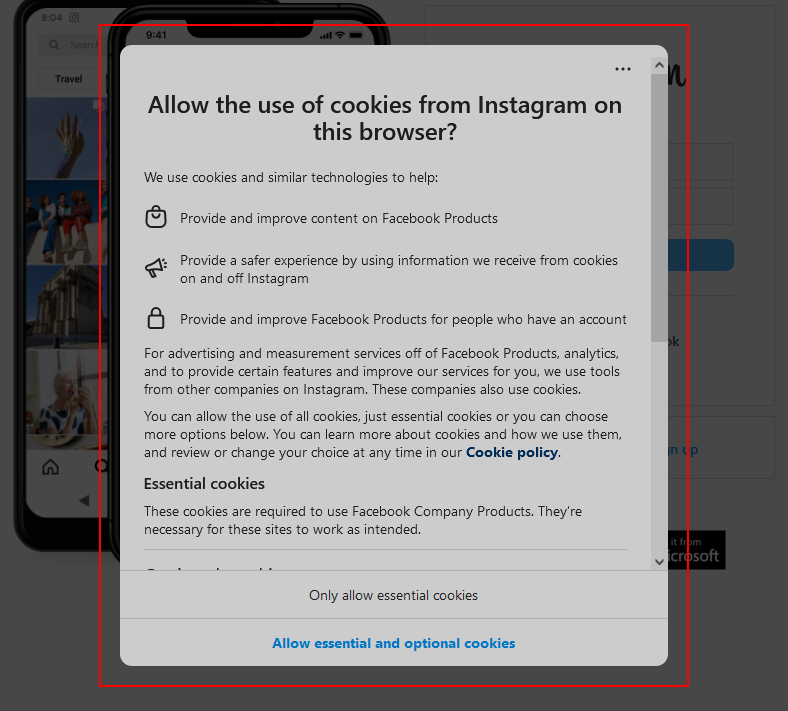 8:04
9:41
Search
Travel
Allow the use of cookies from Instagram on
this browser?
We use cookies and similar technologies to help:
Provide and improve content on Facebook Products
Provide a safer experience by using information we receive from cookies
on and off Instagram
Provide and improve Facebook Products for people who have an account
For advertising and measurement services off of Facebook Products, analytics,
and to provide certain features and improve our services for you, we use tools
from other companies on Instagram. These companies also use cookies.
You can allow the use of all cookies, just essential cookies or you can choose
more options below. You can learn more about cookies and how we use them,
and review or change your choice at any time in our Cookie policy.
Essential cookies
These cookies are required to use Facebook Company Products. They're
necessary for these sites to work as intended.
Only allow essential cookies
Allow essential and optional cookies
ok
n up
it from
icrosoft